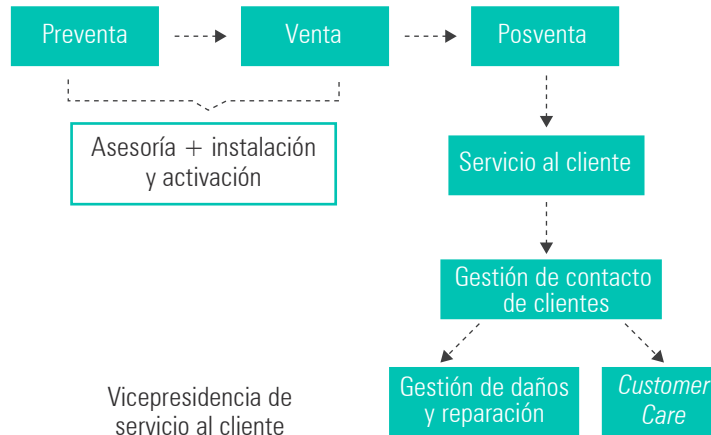 Preventa
Venta
Posventa
Asesoría + instalación
y activación
Servicio al cliente
Gestión de contacto
de clientes
Gestión de daños
y reparación
Customer
Care
Vicepresidencia de
servicio al cliente